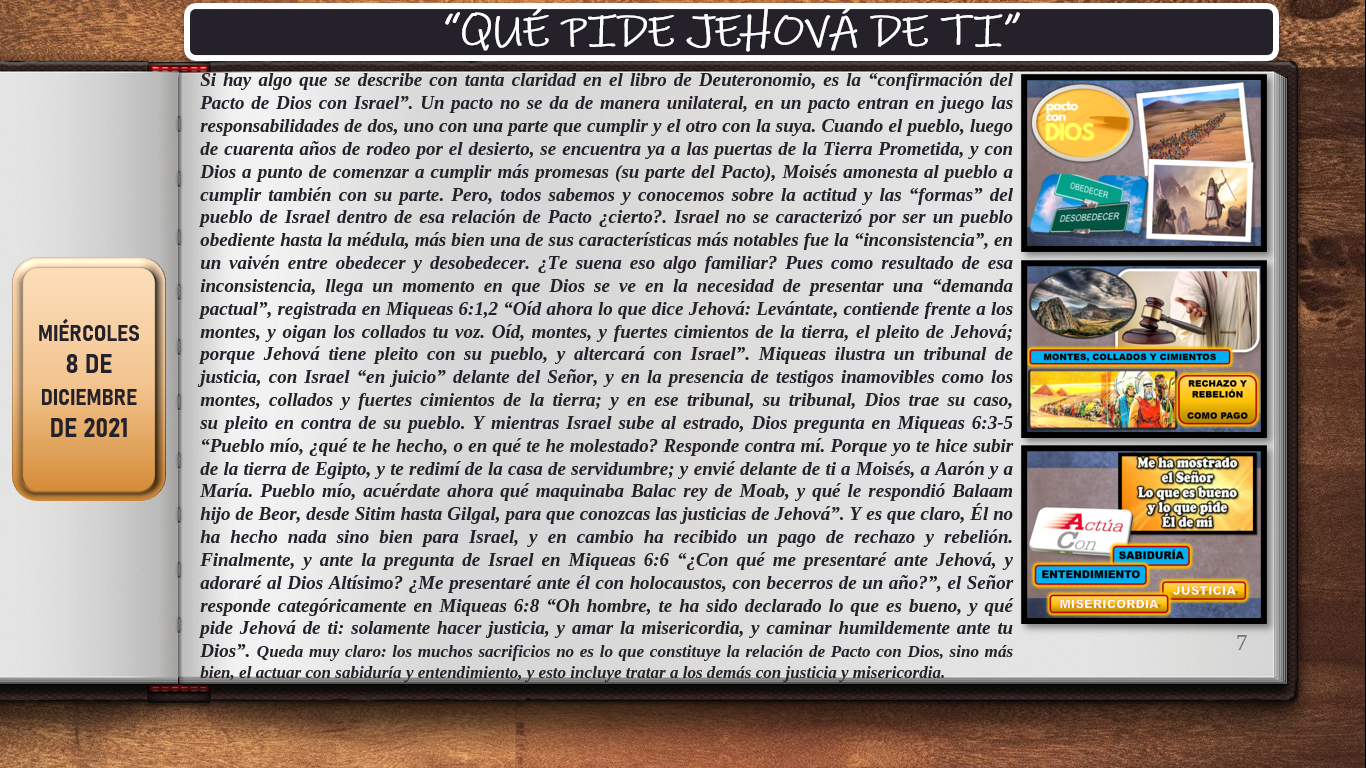 “QUÉ PIDE JEHOVÁ DE TI”
MIÉRCOLES
8 DE
DICIEMBRE
DE 2021
Si hay algo que se describe con tanta claridad en el libro de Deuteronomio, es la “confirmación del
Pacto de Dios con Israel”. Un pacto no se da de manera unilateral, en un pacto entran en juego las
responsabilidades de dos, uno con una parte que cumplir y el otro con la suya. Cuando el pueblo, luego
de cuarenta años de rodeo por el desierto, se encuentra ya a las puertas de la Tierra Prometida, y con
Dios a punto de comenzar a cumplir más promesas (su parte del Pacto), Moisés amonesta al pueblo a
cumplir también con su parte. Pero, todos sabemos y conocemos sobre la actitud y las “formas” del
pueblo de Israel dentro de esa relación de Pacto ¿cierto?. Israel no se caracterizó por ser un pueblo
obediente hasta la médula, más bien una de sus características más notables fue la “inconsistencia”, en
un vaivén entre obedecer y desobedecer. ¿Te suena eso algo familiar? Pues como resultado de esa
inconsistencia, llega un momento en que Dios se ve en la necesidad de presentar una “demanda
pactual”, registrada en Miqueas 6:1,2 “Oíd ahora lo que dice Jehová: Levántate, contiende frente a los
montes, y oigan los collados tu voz. Oíd, montes, y fuertes cimientos de la tierra, el pleito de Jehová;
porque Jehová tiene pleito con su pueblo, y altercará con Israel”. Miqueas ilustra un tribunal de
justicia, con Israel “en juicio” delante del Señor, y en la presencia de testigos inamovibles como los
montes, collados y fuertes cimientos de la tierra; y en ese tribunal, su tribunal, Dios trae su caso,
su pleito en contra de su pueblo. Y mientras Israel sube al estrado, Dios pregunta en Miqueas 6:3-5
“Pueblo mío, ¿qué te he hecho, o en qué te he molestado? Responde contra mí. Porque yo te hice subir
de la tierra de Egipto, y te redimí de la casa de servidumbre; y envié delante de ti a Moisés, a Aarón y a
María. Pueblo mío, acuérdate ahora qué maquinaba Balac rey de Moab, y qué le respondió Balaam
hijo de Beor, desde Sitim hasta Gilgal, para que conozcas las justicias de Jehová”. Y es que claro, Él no
ha hecho nada sino bien para Israel, y en cambio ha recibido un pago de rechazo y rebelión.
Finalmente, y ante la pregunta de Israel en Miqueas 6:6 “¿Con qué me presentaré ante Jehová, y
adoraré al Dios Altísimo? ¿Me presentaré ante él con holocaustos, con becerros de un año?”, el Señor
responde categóricamente en Miqueas 6:8 “Oh hombre, te ha sido declarado lo que es bueno, y qué
pide Jehová de ti: solamente hacer justicia, y amar la misericordia, y caminar humildemente ante tu
Dios”. Queda muy claro: los muchos sacrificios no es lo que constituye la relación de Pacto con Dios, sino más
bien, el actuar con sabiduría y entendimiento, y esto incluye tratar a los demás con justicia y misericordia.
pacto
con
DIOS
OBEDECER
DESOBEDECER
MONTES, COLLADOS Y CIMIENTOS
RECHAZO Y
REBELIÓN
COMO PAGO
Me ha mostrado
el Señor
Lo que es bueno
y lo que pide
Él de mi
Actúa
Con
SABIDURÍA
ENTENDIMIENTO
JUSTICIA
MISERICORDIA
7